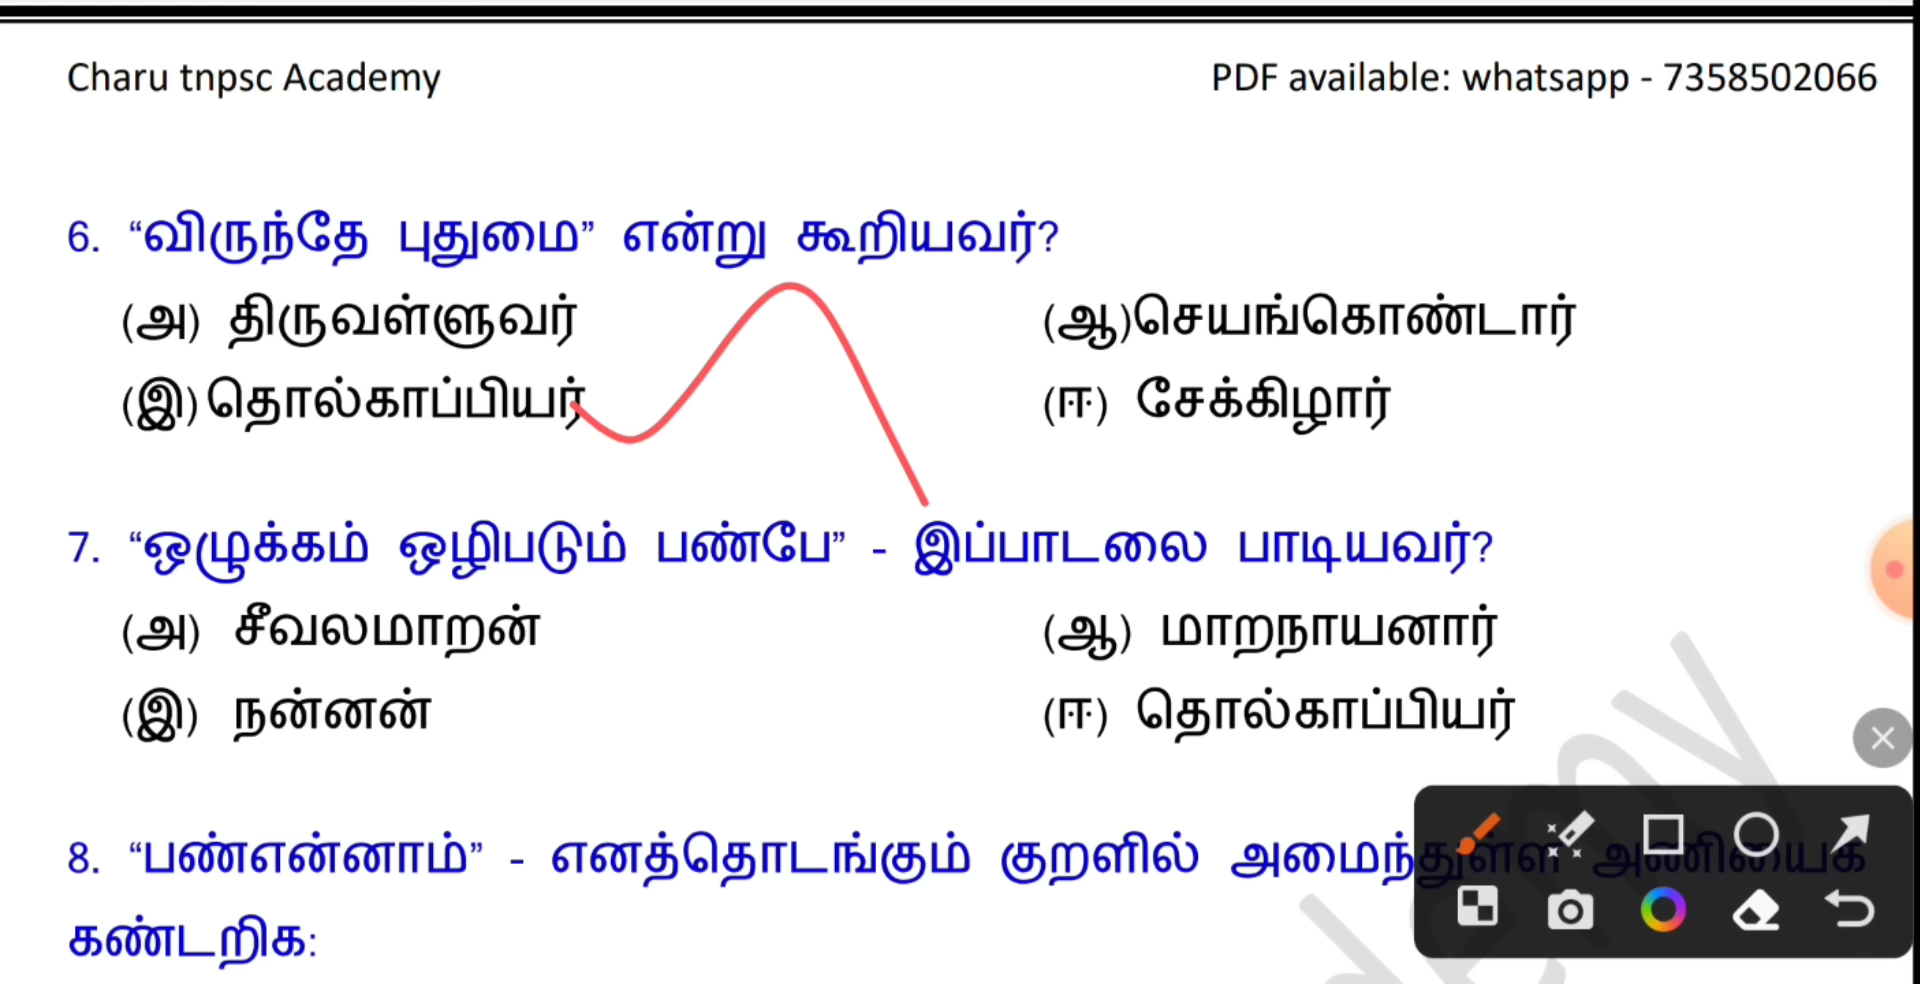 Charu tnpsc Academy PDF available: whatsapp - 7358502066
6. “விருந்தே புதுமை” என்று கூறியவர்?
(அ) திருவள்ளுவர் (ஆ)செயங்கொண்டார்
(இ)தொல்காப்பியர் (ஈ) சேக்கிழார்
7. “ஒழுக்கம் ஒழிபடும் பண்பே” - இப்பாடலை பாடியவர்?
(அ) சீவலமாறன் (ஆ) மாறநாயனார்
(இ) நன்னன் (ஈ) தொல்காப்பியர்
8. “பண்என்னாம்” - எனத்தொடங்கும் குறளில் அமைந்துள்ள அணியைக்
கண்டறிக: